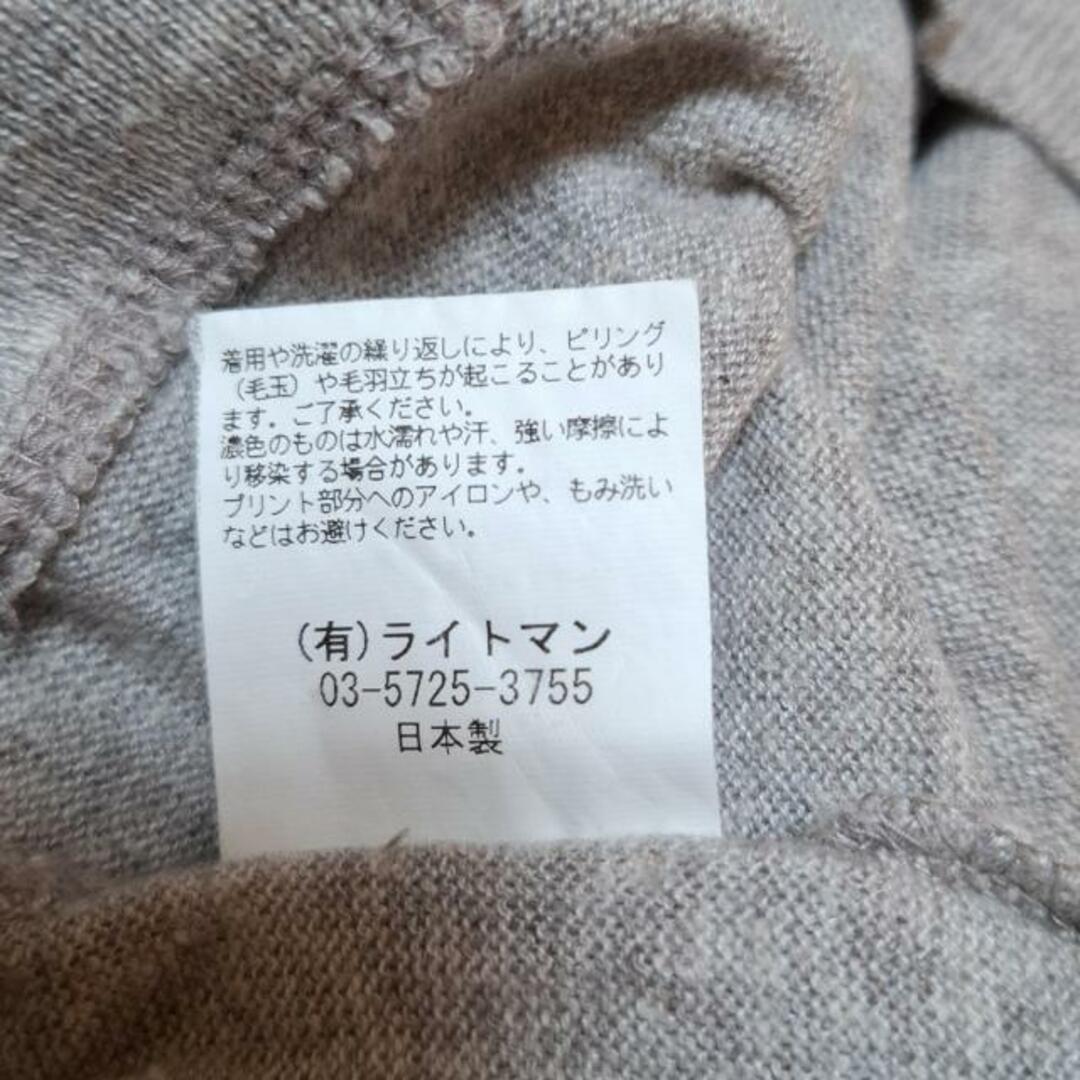 着用や洗濯の繰り返しにより、ピリング
（毛玉）や毛羽立ちが起こることがあり
ます。ご了承ください。
濃色のものは水濡れや汗、強い摩擦によ
り移染する場合があります。
プリント部分へのアイロンや、もみ洗い
などはお避けください。
(有)ライトマン
03-5725-3755
日本製